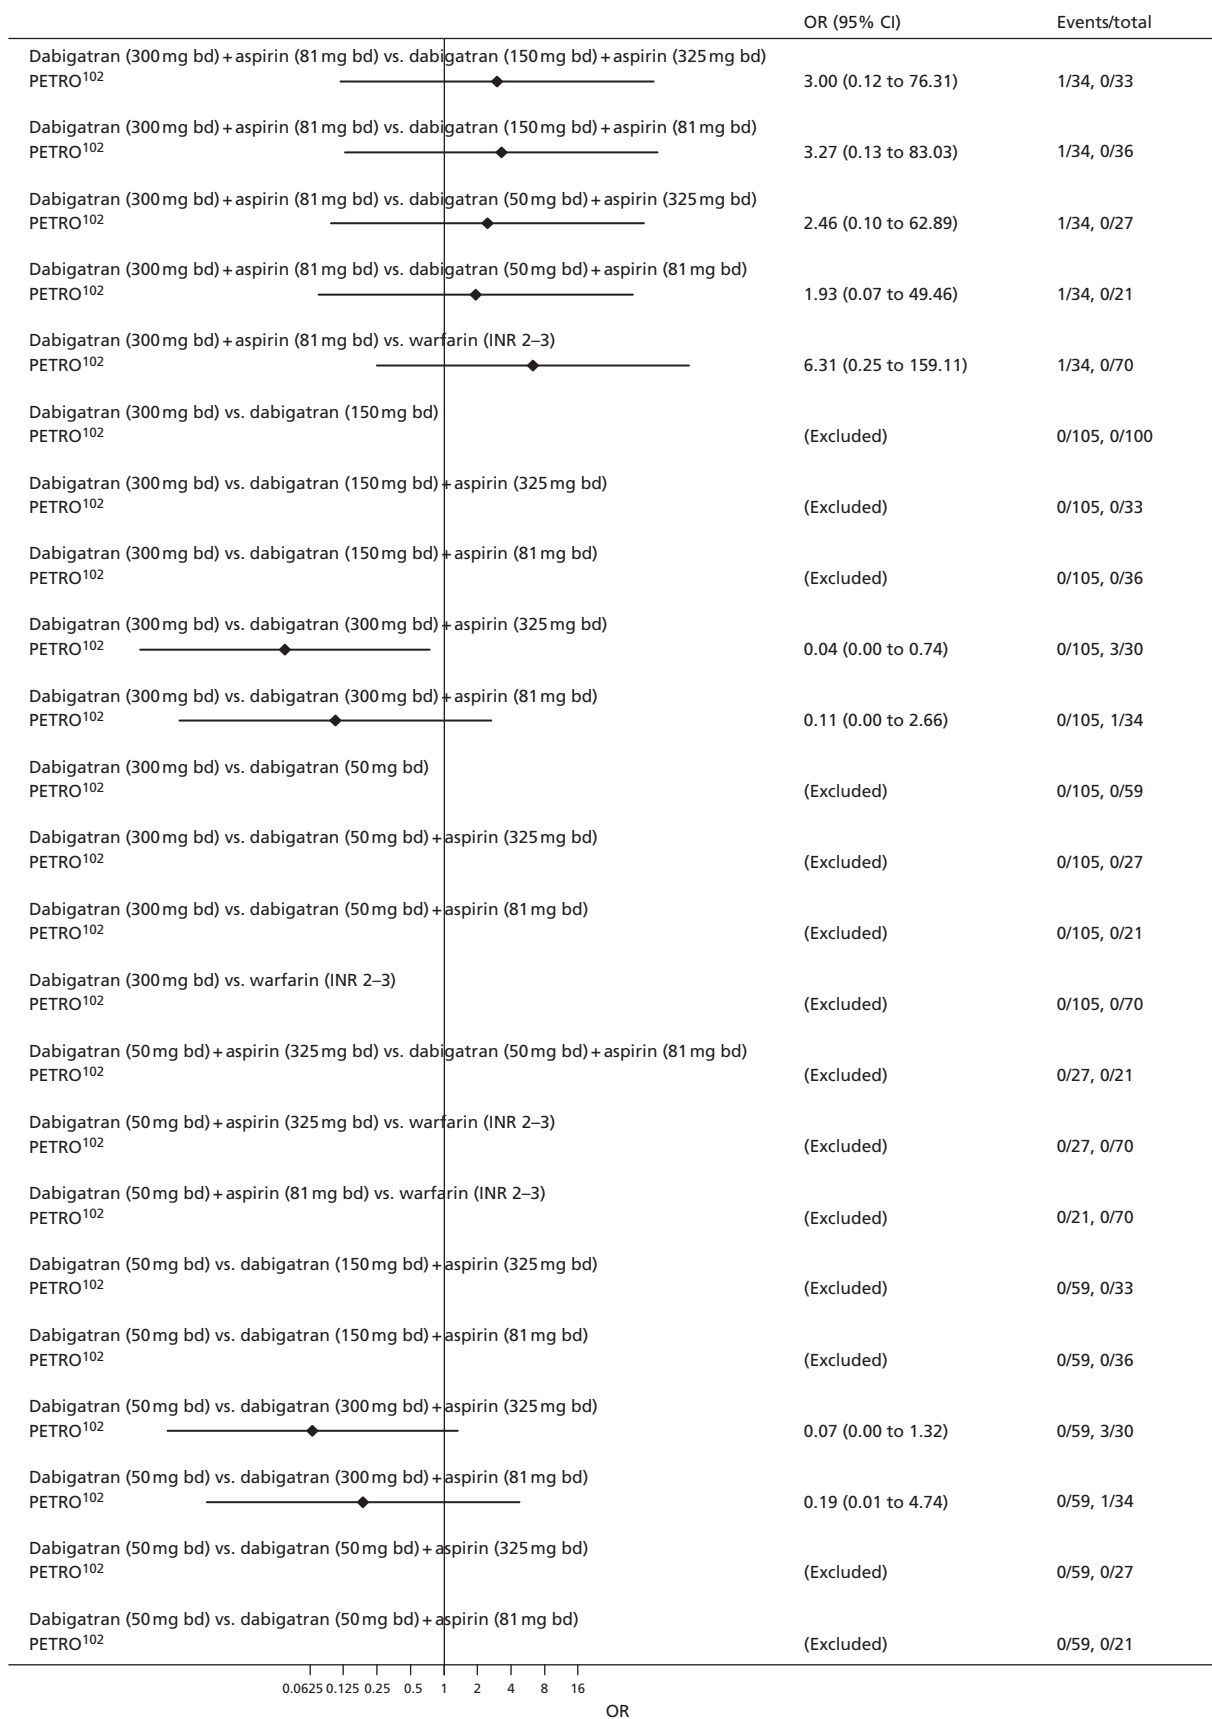 OR (95% CI) Events/total
Dabigatran (300 mg bd) + aspirin (81 mg bd) vs. dabigatran (150 mg bd) + aspirin (325 mg bd)
PETRO102 3.00 (0.12 to 76.31) 1/34, 0/33
Dabigatran (300 mg bd) + aspirin (81 mg bd) vs. dabigatran (150 mg bd) + aspirin (81 mg bd)
PETRO102 3.27 (0.13 to 83.03) 1/34, 0/36
Dabigatran (300 mg bd) + aspirin (81 mg bd) vs. dabigatran (50 mg bd) + aspirin (325 mg bd)
PETRO102 2.46 (0.10 to 62.89) 1/34, 0/27
Dabigatran (300 mg bd) + aspirin (81 mg bd) vs. dabigatran (50 mg bd) + aspirin (81 mg bd)
PETRO102 1.93 (0.07 to 49.46) 1/34, 0/21
Dabigatran (300 mg bd) + aspirin (81 mg bd) vs. warfarin (INR 2–3)
PETRO102 6.31 (0.25 to 159.11) 1/34, 0/70
Dabigatran (300 mg bd) vs. dabigatran (150 mg bd)
PETRO102 (Excluded) 0/105, 0/100
Dabigatran (300 mg bd) vs. dabigatran (150 mg bd) + aspirin (325 mg bd)
PETRO102 (Excluded) 0/105, 0/33
Dabigatran (300 mg bd) vs. dabigatran (150 mg bd) + aspirin (81 mg bd)
PETRO102 (Excluded) 0/105, 0/36
Dabigatran (300 mg bd) vs. dabigatran (300 mg bd) + aspirin (325 mg bd)
PETRO102 0.04 (0.00 to 0.74) 0/105, 3/30
Dabigatran (300 mg bd) vs. dabigatran (300 mg bd) + aspirin (81 mg bd)
PETRO102 0.11 (0.00 to 2.66) 0/105, 1/34
Dabigatran (300 mg bd) vs. dabigatran (50 mg bd)
PETRO102 (Excluded) 0/105, 0/59
Dabigatran (300 mg bd) vs. dabigatran (50 mg bd) + aspirin (325 mg bd)
PETRO102 (Excluded) 0/105, 0/27
Dabigatran (300 mg bd) vs. dabigatran (50 mg bd) + aspirin (81 mg bd)
PETRO102 (Excluded) 0/105, 0/21
Dabigatran (300 mg bd) vs. warfarin (INR 2–3)
PETRO102 (Excluded) 0/105, 0/70
Dabigatran (50 mg bd) + aspirin (325 mg bd) vs. dabigatran (50 mg bd) + aspirin (81 mg bd)
PETRO102 (Excluded) 0/27, 0/21
Dabigatran (50 mg bd) + aspirin (325 mg bd) vs. warfarin (INR 2–3)
PETRO102 (Excluded) 0/27, 0/70
Dabigatran (50 mg bd) + aspirin (81 mg bd) vs. warfarin (INR 2–3)
PETRO102 (Excluded) 0/21, 0/70
Dabigatran (50 mg bd) vs. dabigatran (150 mg bd) + aspirin (325 mg bd)
PETRO102 (Excluded) 0/59, 0/33
Dabigatran (50 mg bd) vs. dabigatran (150 mg bd) + aspirin (81 mg bd)
PETRO102 (Excluded) 0/59, 0/36
Dabigatran (50 mg bd) vs. dabigatran (300 mg bd) + aspirin (325 mg bd)
PETRO102 0.07 (0.00 to 1.32) 0/59, 3/30
Dabigatran (50 mg bd) vs. dabigatran (300 mg bd) + aspirin (81 mg bd)
PETRO102 0.19 (0.01 to 4.74) 0/59, 1/34
Dabigatran (50 mg bd) vs. dabigatran (50 mg bd) + aspirin (325 mg bd)
PETRO102 (Excluded) 0/59, 0/27
Dabigatran (50 mg bd) vs. dabigatran (50 mg bd) + aspirin (81 mg bd)
PETRO102 (Excluded) 0/59, 0/21
0.0625 0.125 0.25 0.5 1 2 4 8 16
OR